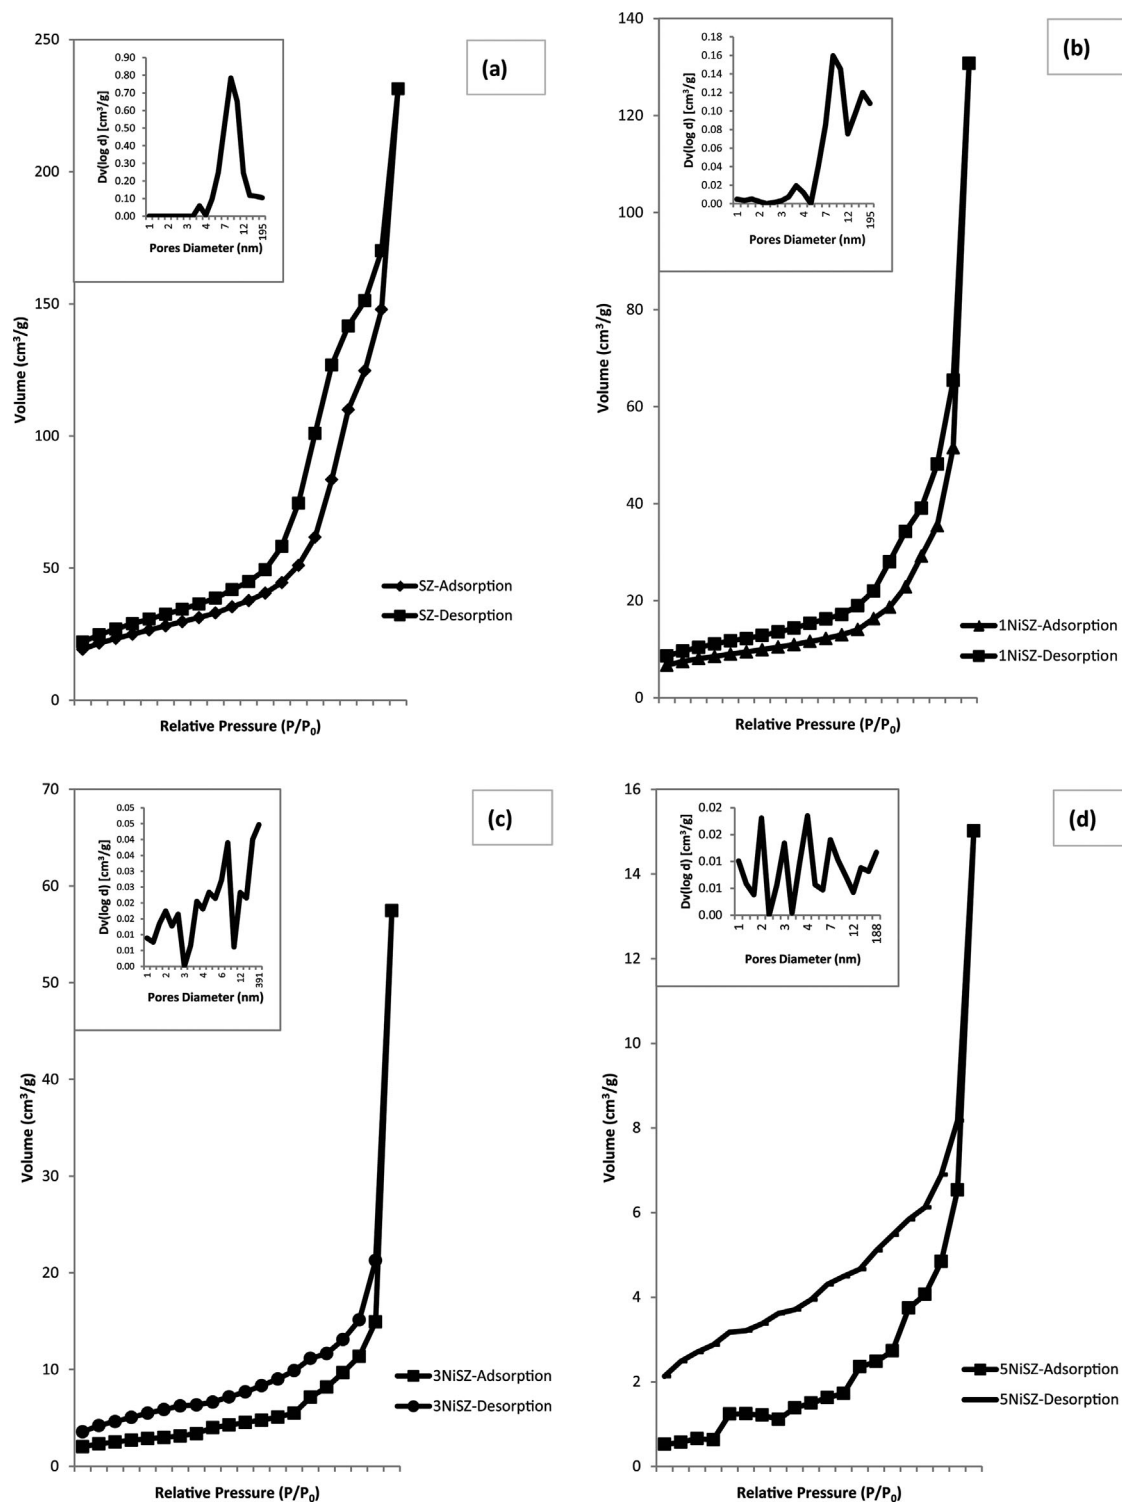 (a)
250
200
150
100
50
0
Volume (cm³/g)
Relative Pressure (P/P₀)
SZ-Adsorption
SZ-Desorption
0.90
0.80
0.70
0.60
0.50
0.40
0.30
0.20
0.10
0.00
Dv(log d) [cm³/g]
1 2 3 4 7 12 195
Pores Diameter (nm)
(b)
140
120
100
80
60
40
20
0
Volume (cm³/g)
Relative Pressure (P/P₀)
1NiSZ-Adsorption
1NiSZ-Desorption
0.18
0.16
0.14
0.12
0.10
0.08
0.06
0.04
0.02
0.00
Dv(log d) [cm³/g]
1 2 3 4 7 12 195
Pores Diameter (nm)
(c)
70
60
50
40
30
20
10
0
Volume (cm³/g)
Relative Pressure (P/P₀)
3NiSZ-Adsorption
3NiSZ-Desorption
0.05
0.05
0.04
0.03
0.03
0.02
0.02
0.01
0.01
0.00
Dv(log d) [cm³/g]
1 2 3 4 6 12 391
Pores Diameter (nm)
(d)
16
14
12
10
8
6
4
2
0
Volume (cm³/g)
Relative Pressure (P/P₀)
5NiSZ-Adsorption
5NiSZ-Desorption
0.02
0.02
0.01
0.01
0.00
Dv(log d) [cm³/g]
1 2 3 4 7 12 188
Pores Diameter (nm)